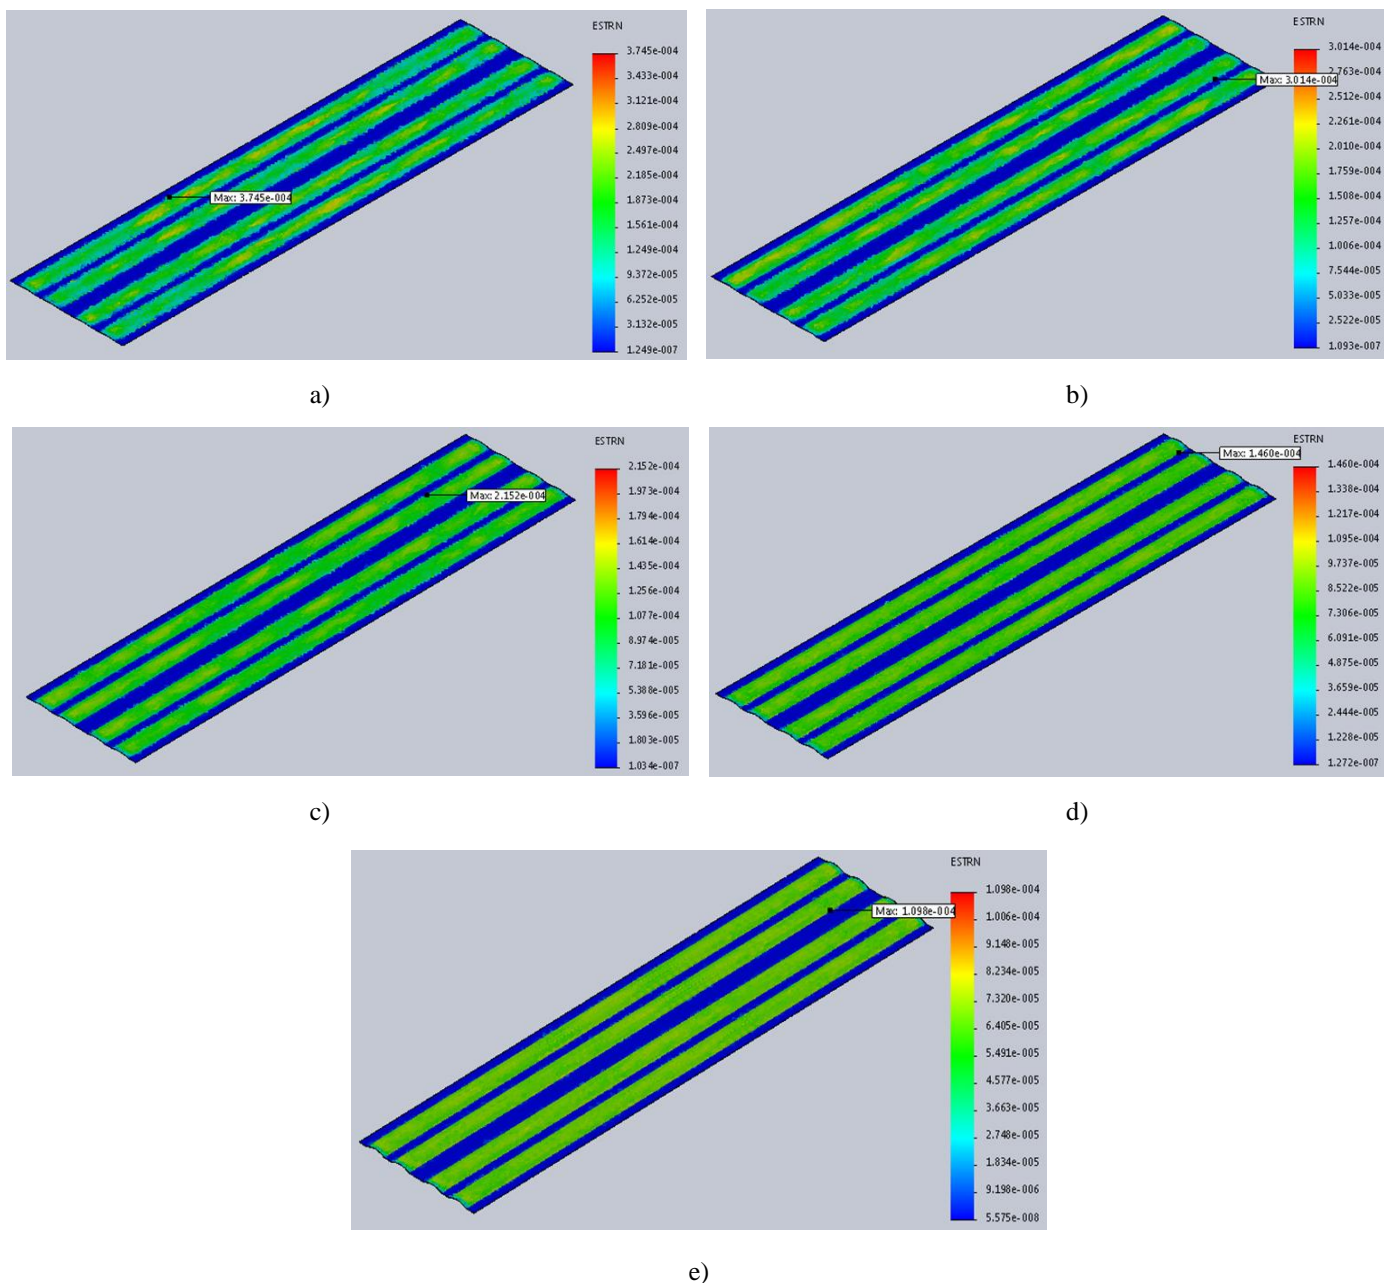 ESTRN
3.745e-004
3.433e-004
3.121e-004
2.809e-004
2.497e-004
2.185e-004
1.873e-004
1.561e-004
1.249e-004
9.372e-005
6.252e-005
3.132e-005
1.249e-007
Max: 3.745e-004
a)
ESTRN
3.014e-004
2.763e-004
2.512e-004
2.261e-004
2.010e-004
1.759e-004
1.508e-004
1.257e-004
1.006e-004
7.544e-005
5.033e-005
2.522e-005
1.093e-007
Max: 3.014e-004
b)
ESTRN
2.152e-004
1.973e-004
1.794e-004
1.614e-004
1.435e-004
1.256e-004
1.077e-004
8.974e-005
7.181e-005
5.388e-005
3.596e-005
1.803e-005
1.034e-007
Max: 2.152e-004
c)
ESTRN
1.460e-004
1.338e-004
1.217e-004
1.095e-004
9.737e-005
8.522e-005
7.306e-005
6.091e-005
4.875e-005
3.659e-005
2.444e-005
1.228e-005
1.272e-007
Max: 1.460e-004
d)
ESTRN
1.098e-004
1.006e-004
9.148e-005
8.234e-005
7.320e-005
6.405e-005
5.491e-005
4.577e-005
3.663e-005
2.748e-005
1.834e-005
9.198e-006
5.575e-008
Max: 1.098e-004
e)